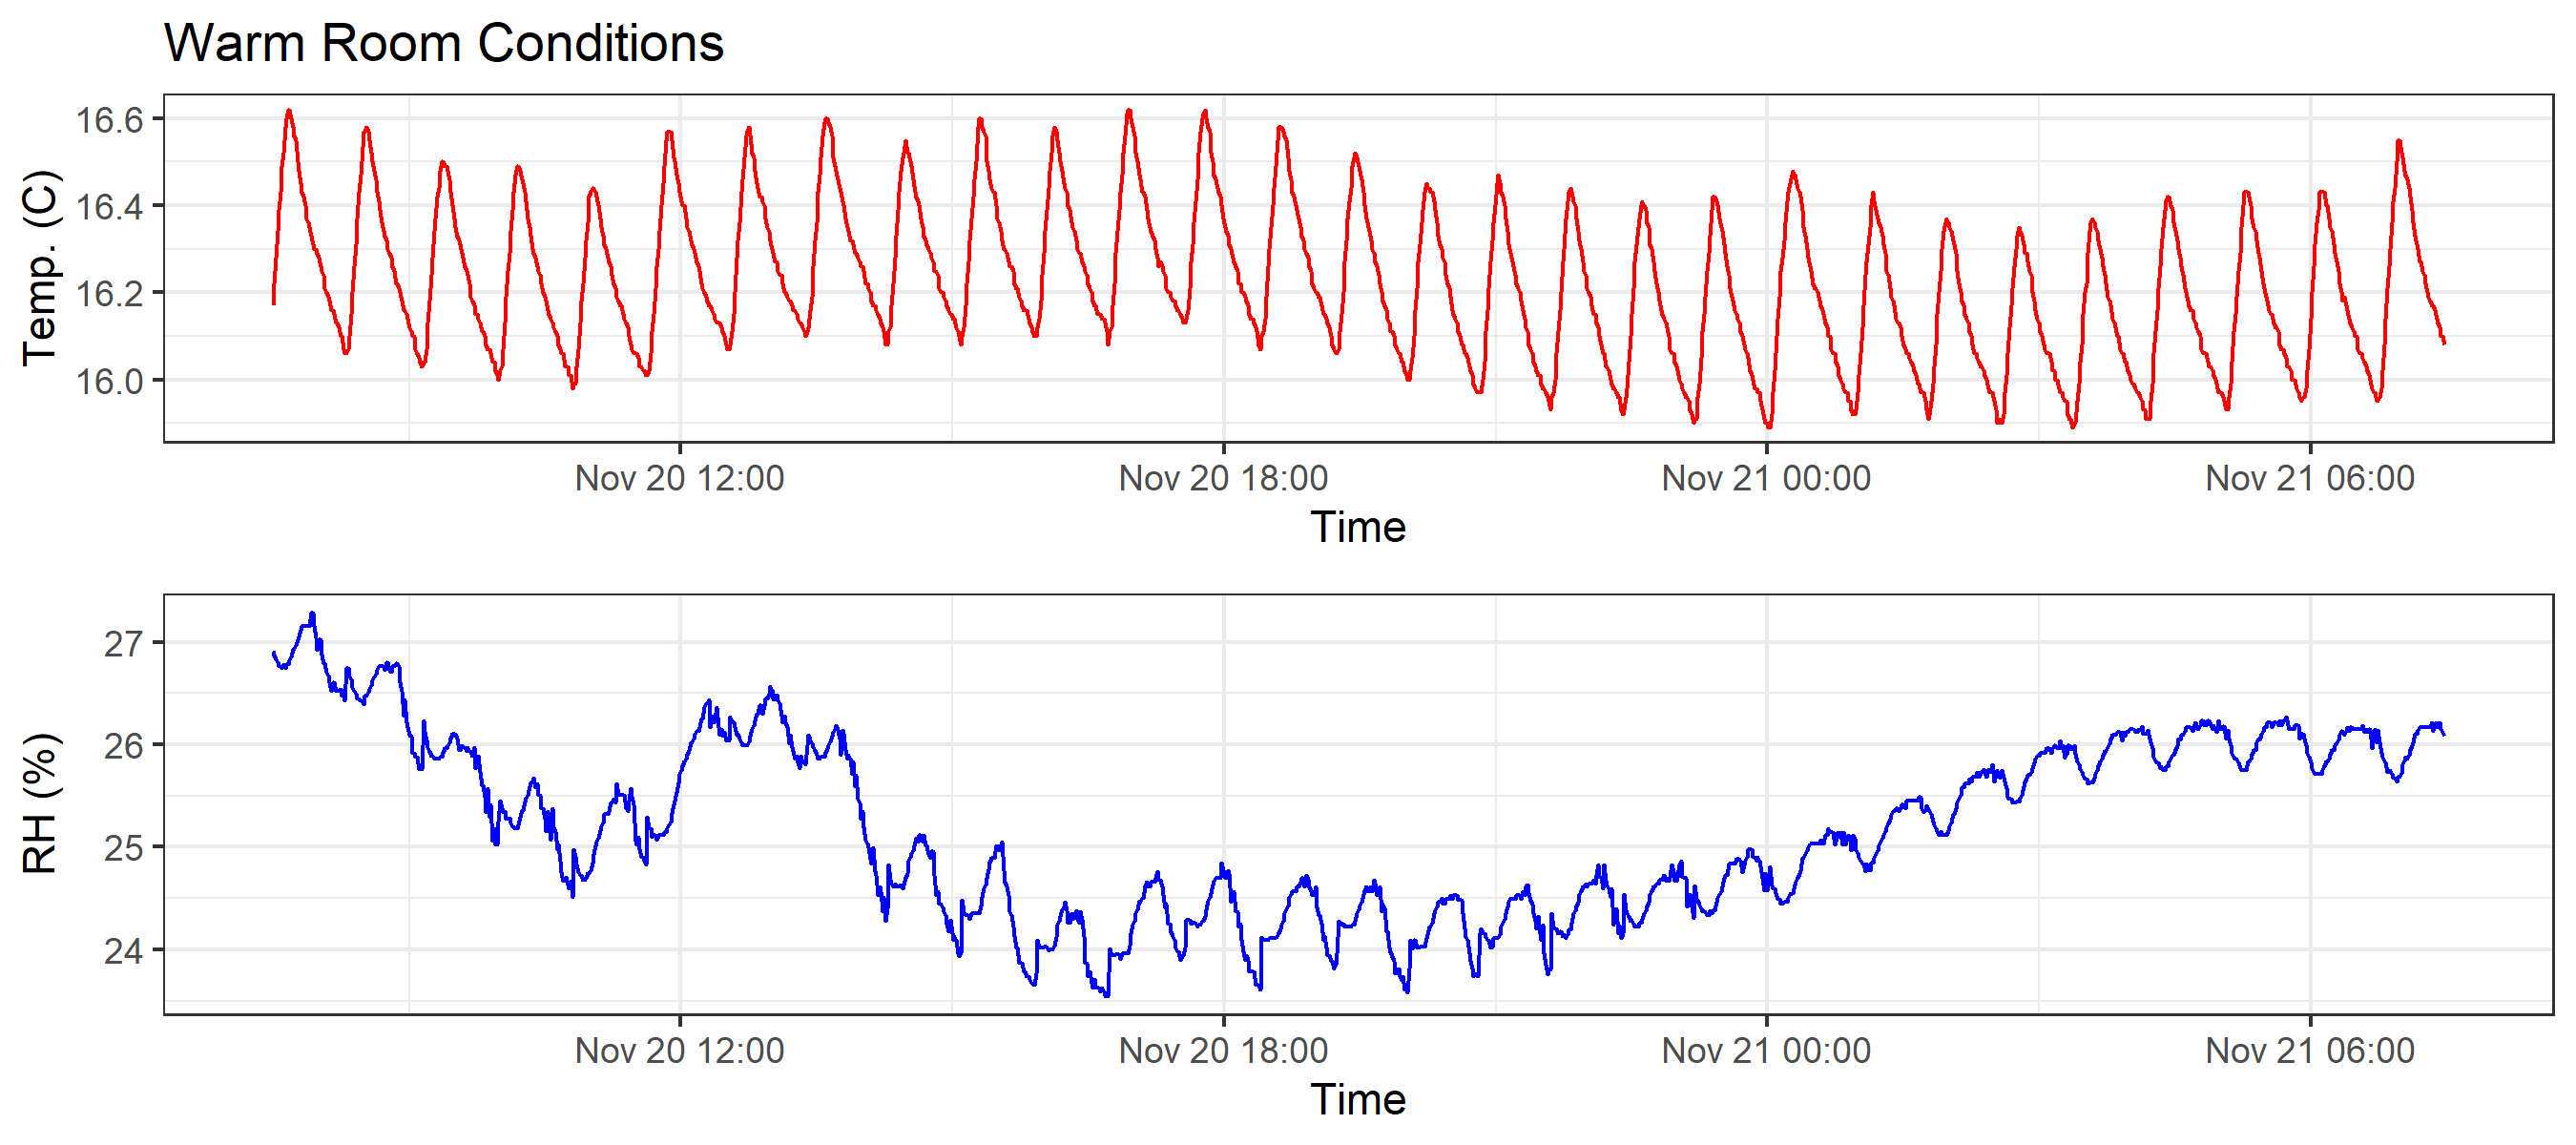 Warm Room Conditions
Temp. (C)
16.6
16.4
16.2
16.0
Nov 20 12:00 Nov 20 18:00 Nov 21 00:00 Nov 21 06:00
Time
RH (%)
27
26
25
24
Nov 20 12:00 Nov 20 18:00 Nov 21 00:00 Nov 21 06:00
Time